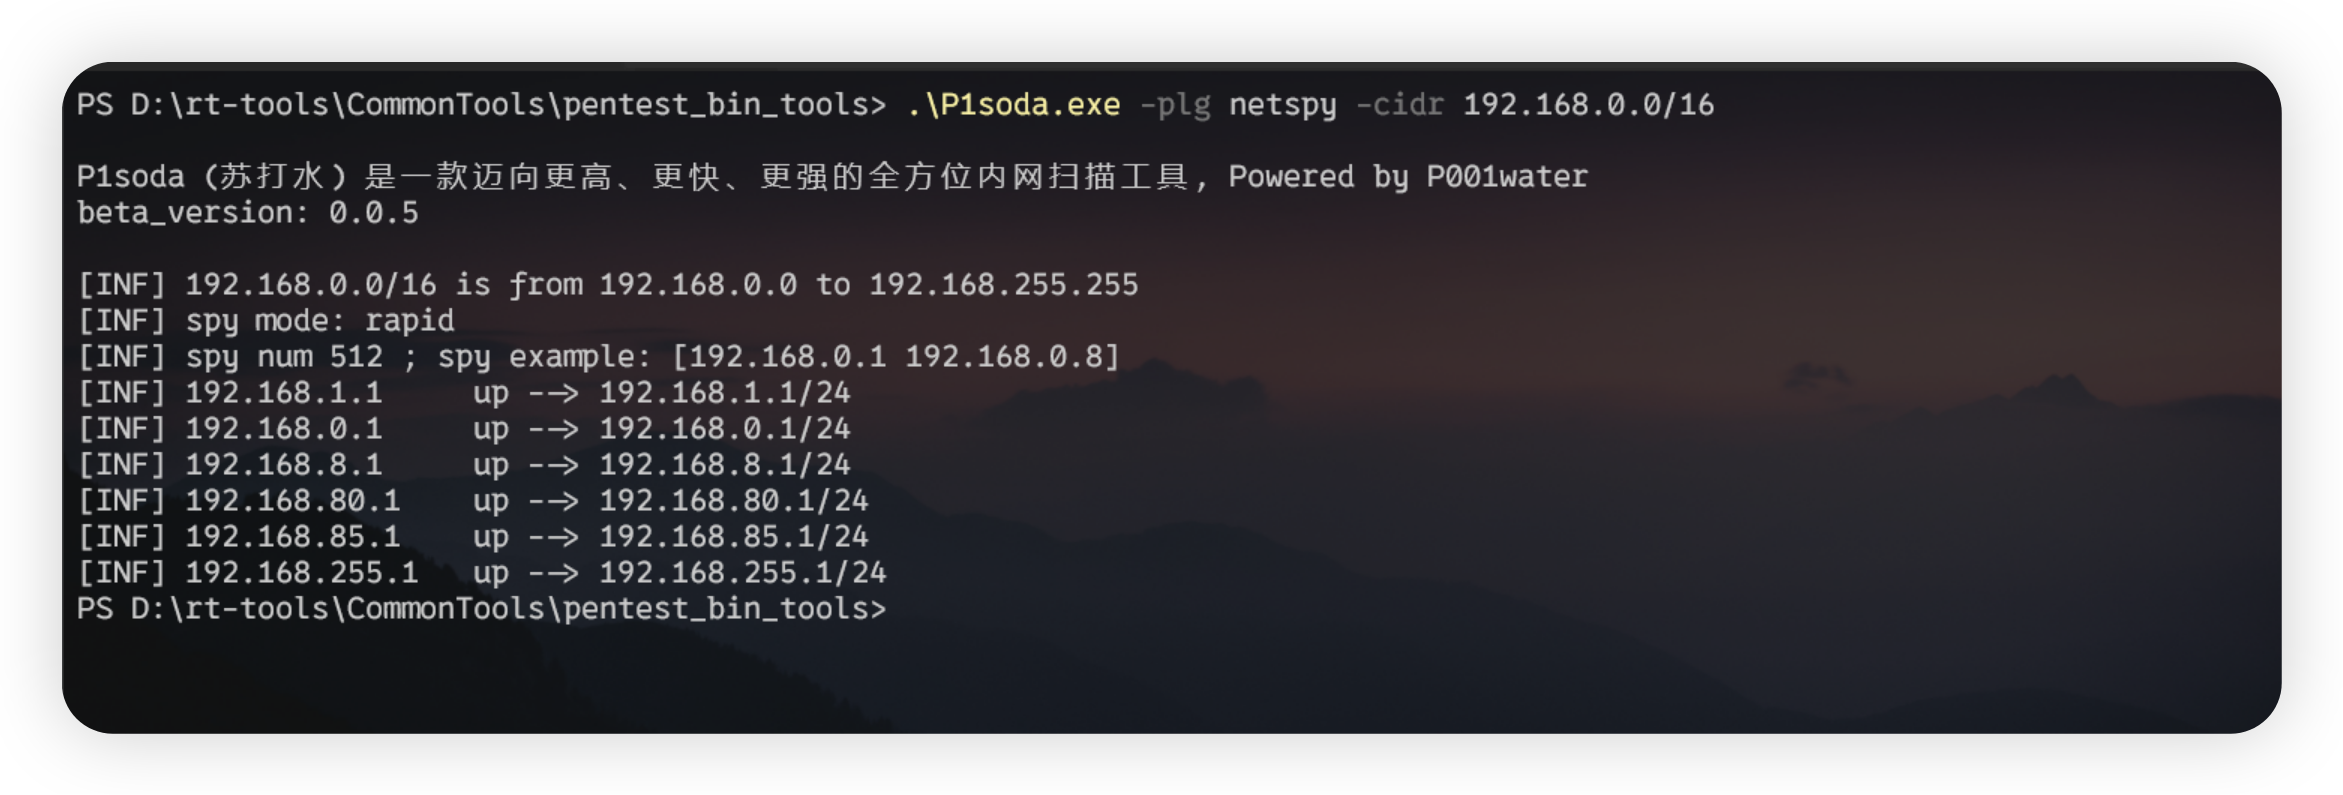 PS D:\rt-tools\CommonTools\pentest_bin_tools> .\P1soda.exe -plg netspy -cidr 192.168.0.0/16
P1soda (苏打水) 是一款迈向更高、更快、更强的全方位内网扫描工具, Powered by P001water
beta_version: 0.0.5
[INF] 192.168.0.0/16 is from 192.168.0.0 to 192.168.255.255
[INF] spy mode: rapid
[INF] spy num 512 ; spy example: [192.168.0.1 192.168.0.8]
[INF] 192.168.1.1     up --> 192.168.1.1/24
[INF] 192.168.0.1     up --> 192.168.0.1/24
[INF] 192.168.8.1     up --> 192.168.8.1/24
[INF] 192.168.80.1    up --> 192.168.80.1/24
[INF] 192.168.85.1    up --> 192.168.85.1/24
[INF] 192.168.255.1   up --> 192.168.255.1/24
PS D:\rt-tools\CommonTools\pentest_bin_tools>